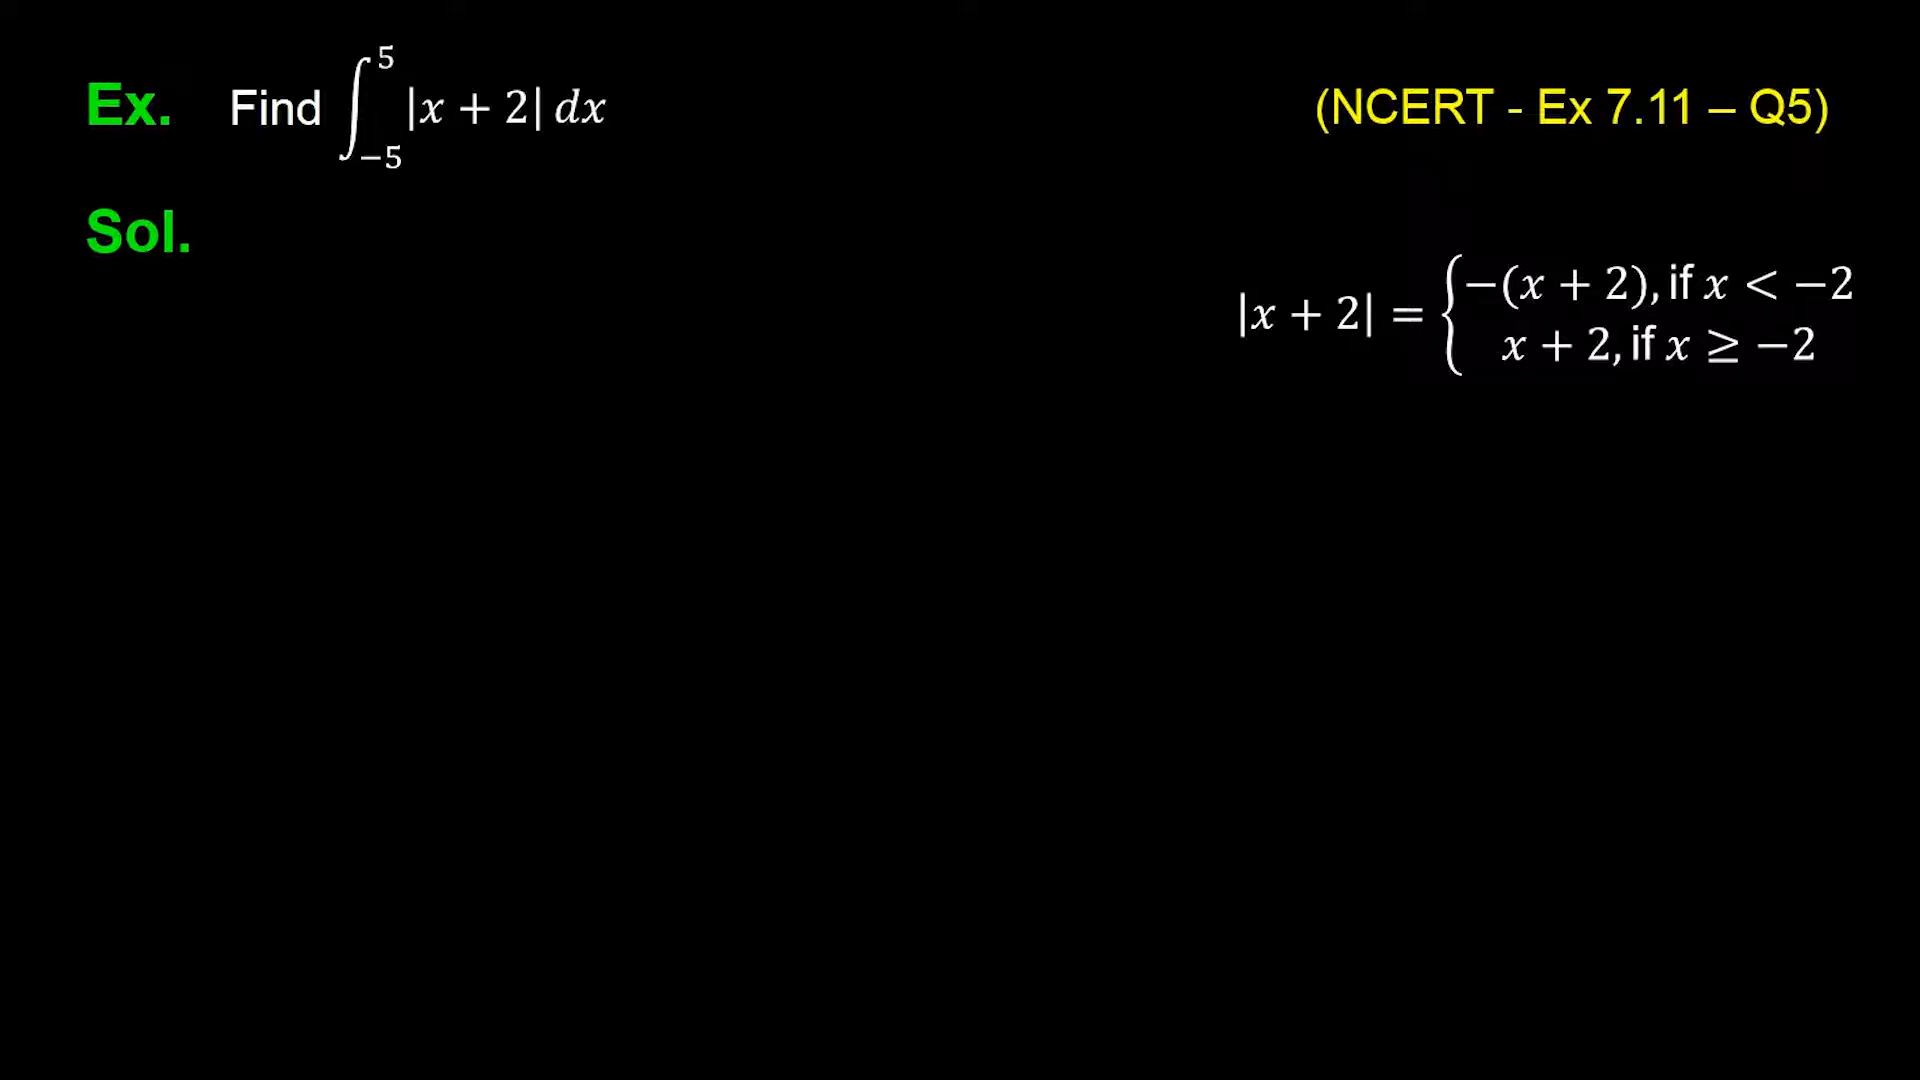 Ex. Find ∫_{−5}^{5} |x + 2| dx (NCERT - Ex 7.11 – Q5)
Sol.
|x + 2| = { −(x + 2), if x < −2
x + 2, if x ≥ −2